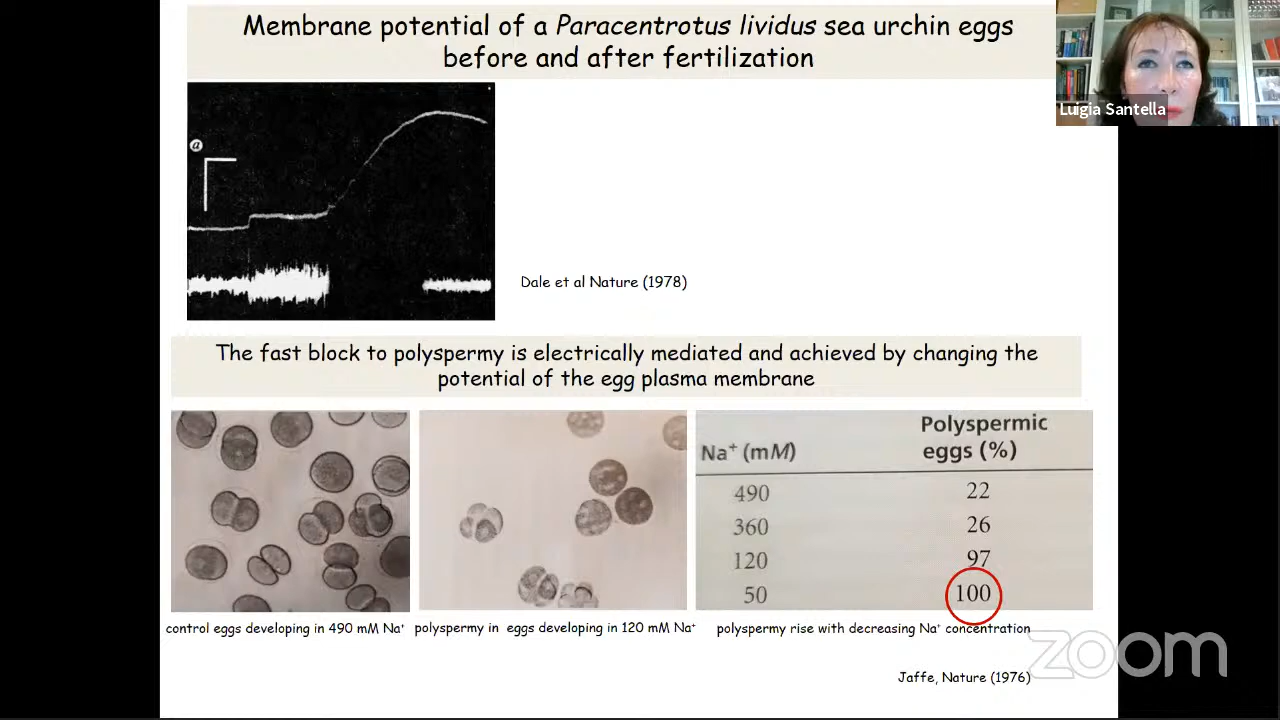 Membrane potential of a Paracentrotus lividus sea urchin eggs
before and after fertilization
Luigia Santella
a
Dale et al Nature (1978)
The fast block to polyspermy is electrically mediated and achieved by changing the
potential of the egg plasma membrane
Polyspermic
Na⁺ (mM) eggs (%)
490 22
360 26
120 97
50 100
control eggs developing in 490 mM Na⁺
polyspermy in eggs developing in 120 mM Na⁺
polyspermy rise with decreasing Na⁺ concentration
zoom
Jaffe, Nature (1976)